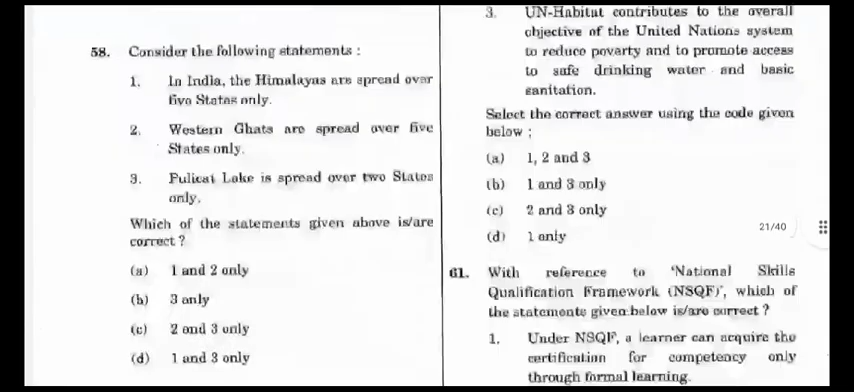 58. Consider the following statements :
1. In India, the Himalayas are spread over
five States only.
2. Western Ghats are spread over five
States only.
3. Pulicat Lake is spread over two States
only.
Which of the statements given above is/are
correct ?
(a) 1 and 2 only
(b) 3 only
(c) 2 and 3 only
(d) 1 and 3 only
3. UN-Habitat contributes to the overall
objective of the United Nations system
to reduce poverty and to promote access
to safe drinking water and basic
sanitation.
Select the correct answer using the code given
below :
(a) 1, 2 and 3
(b) 1 and 3 only
(c) 2 and 3 only
(d) 1 only
21/40
61. With reference to 'National Skills
Qualification Framework (NSQF)', which of
the statements given below is/are correct ?
1. Under NSQF, a learner can acquire the
certification for competency only
through formal learning.